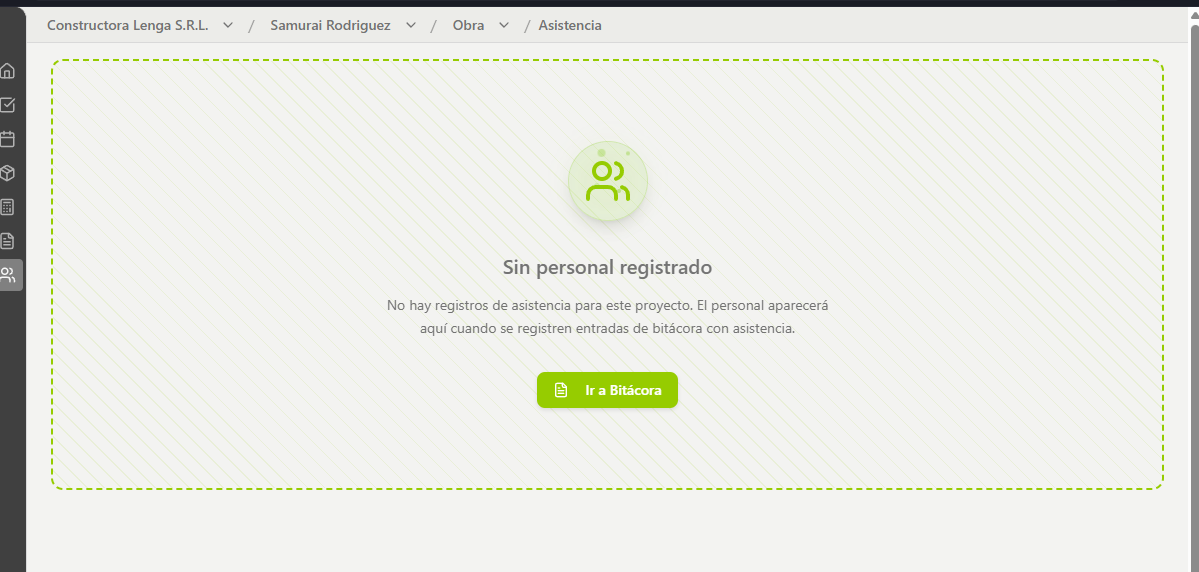 Constructora Lenga S.R.L. / Samurai Rodriguez / Obra / Asistencia
Sin personal registrado
No hay registros de asistencia para este proyecto. El personal aparecerá
aquí cuando se registren entradas de bitácora con asistencia.
Ir a Bitácora